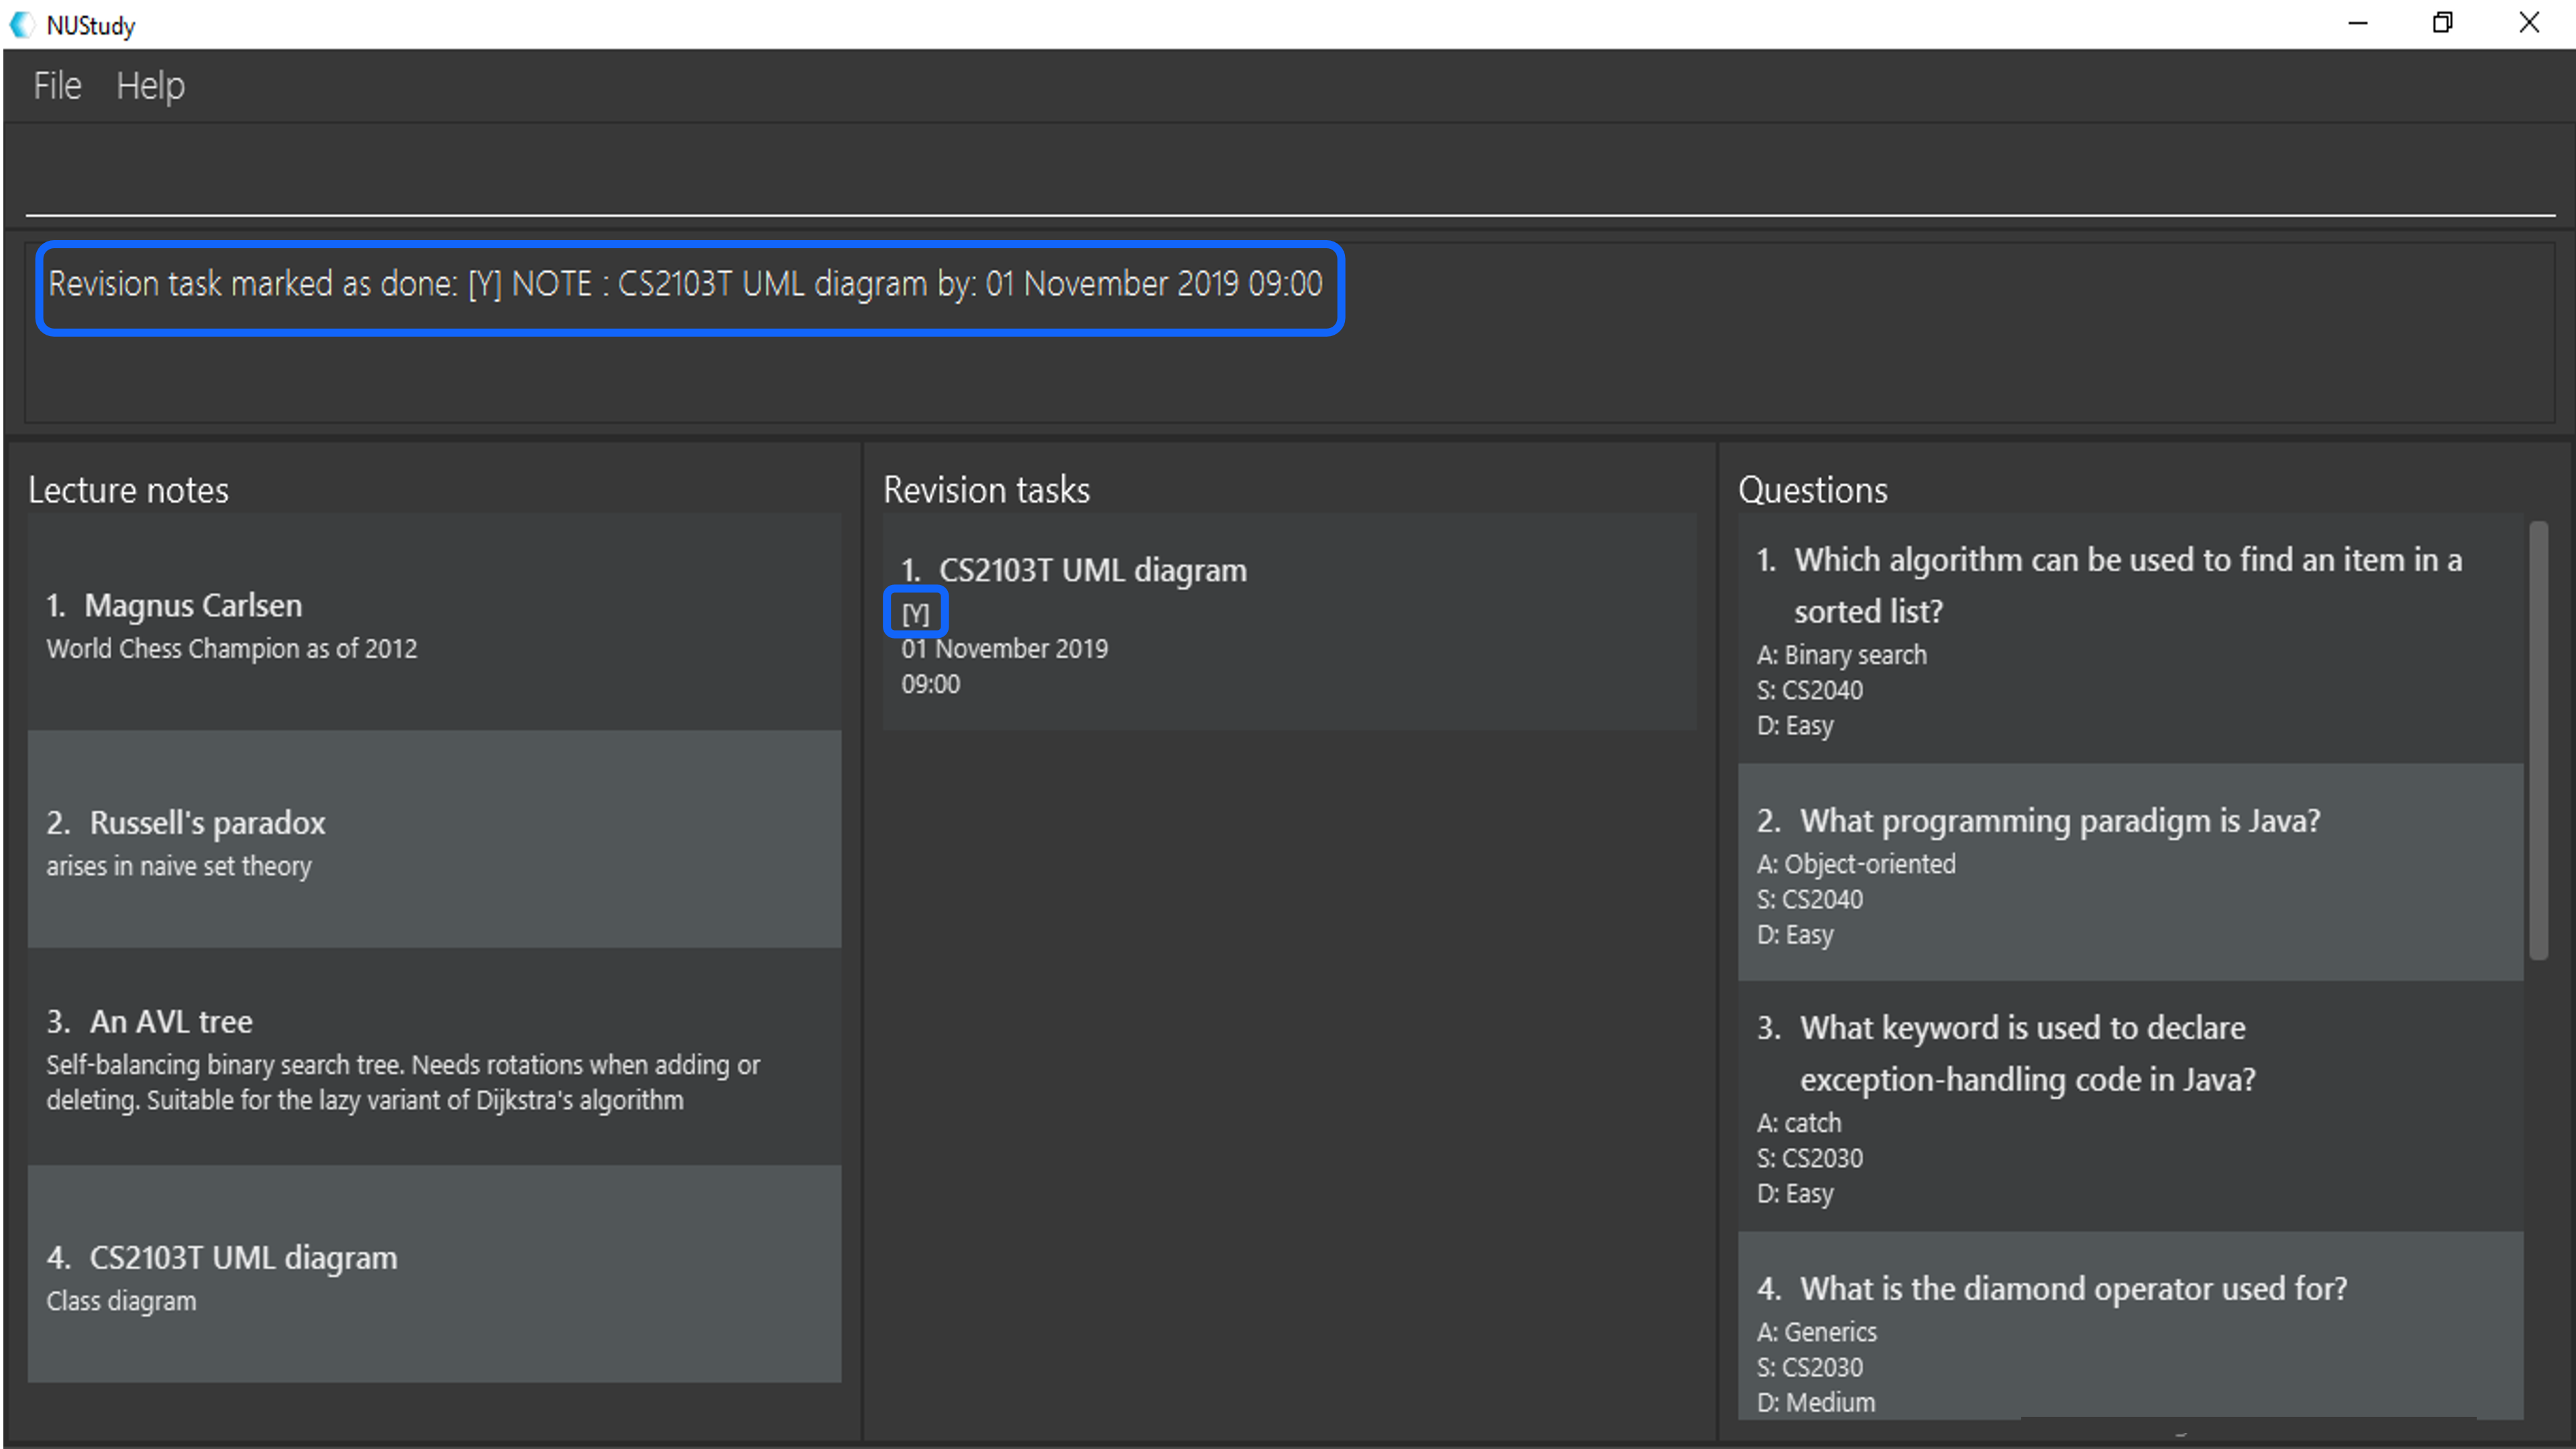 NUStudy
File Help
Revision task marked as done: [Y] NOTE : CS2103T UML diagram by: 01 November 2019 09:00
Lecture notes
1. Magnus Carlsen
World Chess Champion as of 2012
2. Russell's paradox
arises in naive set theory
3. An AVL tree
Self-balancing binary search tree. Needs rotations when adding or
deleting. Suitable for the lazy variant of Dijkstra's algorithm
4. CS2103T UML diagram
Class diagram
Revision tasks
1. CS2103T UML diagram
[Y]
01 November 2019
09:00
Questions
1. Which algorithm can be used to find an item in a
sorted list?
A: Binary search
S: CS2040
D: Easy
2. What programming paradigm is Java?
A: Object-oriented
S: CS2040
D: Easy
3. What keyword is used to declare
exception-handling code in Java?
A: catch
S: CS2030
D: Easy
4. What is the diamond operator used for?
A: Generics
S: CS2030
D: Medium